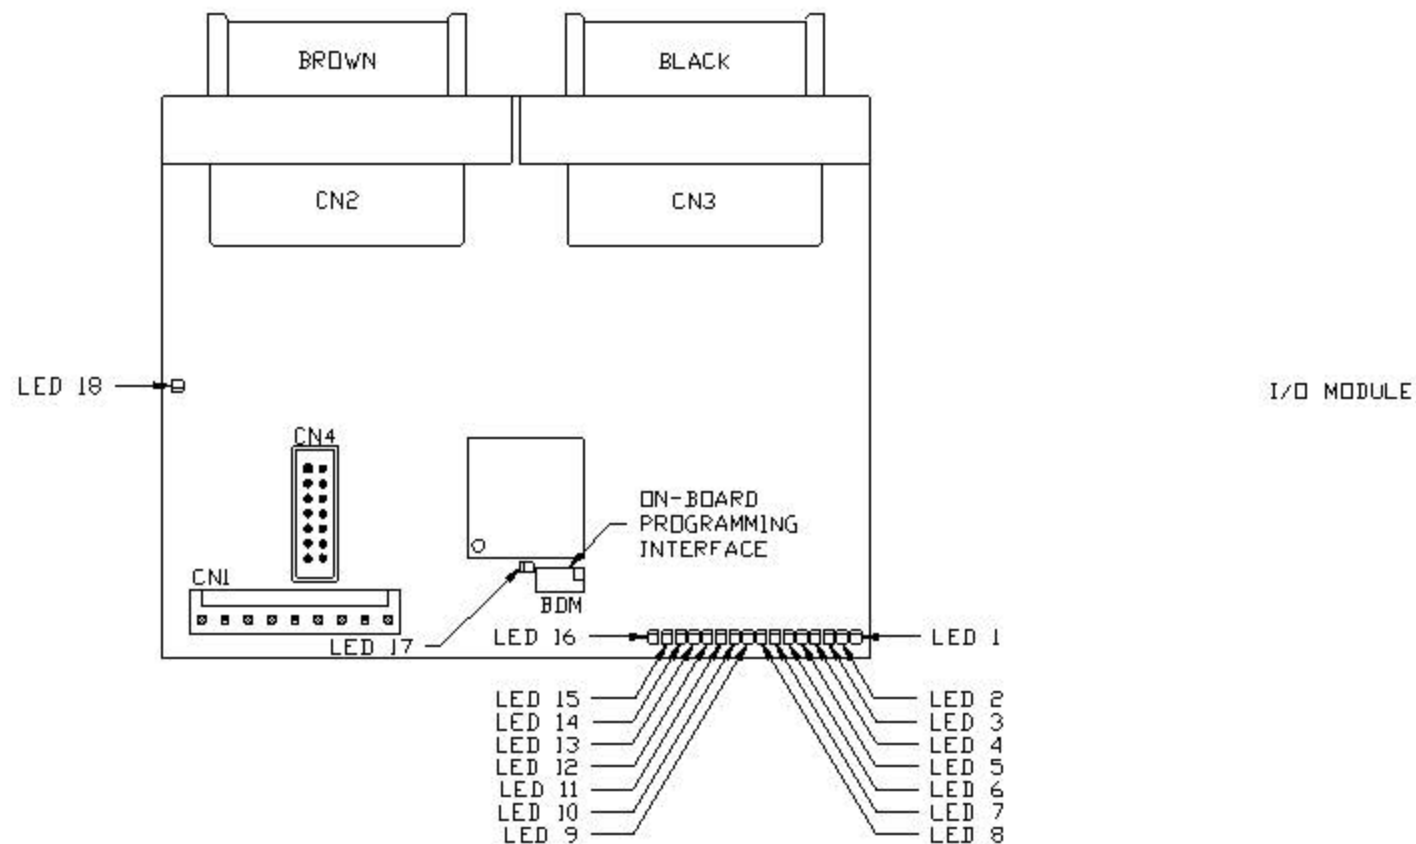 BROWN
BLACK
CN2
CN3
LED 18
I/O MODULE
CN4
ON-BOARD
PROGRAMMING
INTERFACE
CN1
BDM
LED 17
LED 16
LED 1
LED 15
LED 2
LED 14
LED 3
LED 13
LED 4
LED 12
LED 5
LED 11
LED 6
LED 10
LED 7
LED 9
LED 8